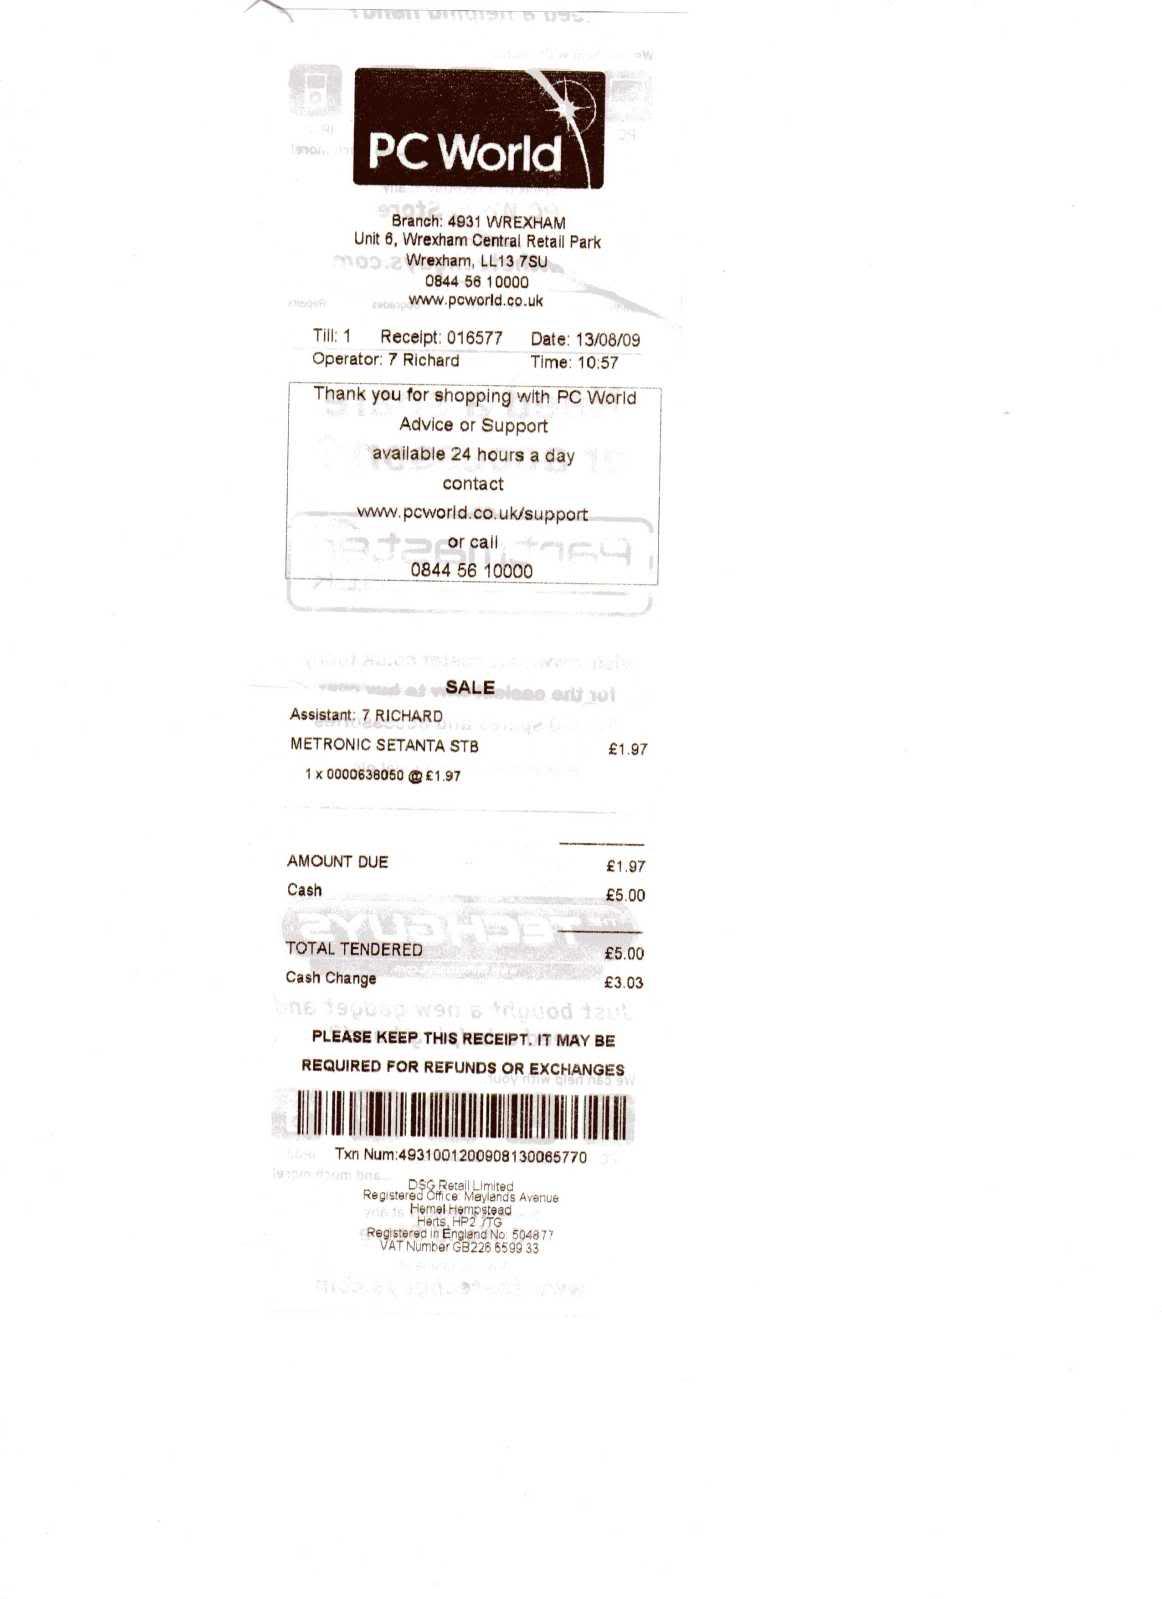 PC World
Branch: 4931 WREXHAM
Unit 6, Wrexham Central Retail Park
Wrexham, LL13 7SU
0844 56 10000
www.pcworld.co.uk
Till: 1 Receipt: 016577 Date: 13/08/09
Operator: 7 Richard Time: 10:57
Thank you for shopping with PC World
Advice or Support
available 24 hours a day
contact
www.pcworld.co.uk/support
or call
0844 56 10000
SALE
Assistant: 7 RICHARD
METRONIC SETANTA STB £1.97
1 x 0000638050 @ £1.97
AMOUNT DUE £1.97
Cash £5.00
TOTAL TENDERED £5.00
Cash Change £3.03
PLEASE KEEP THIS RECEIPT. IT MAY BE
REQUIRED FOR REFUNDS OR EXCHANGES
Txn Num:4931001200908130065770
DSG Retail Limited
Registered Office: Maylands Avenue
Hemel Hempstead
Herts, HP2 7TG
Registered in England No: 504877
VAT Number GB226 6599 33